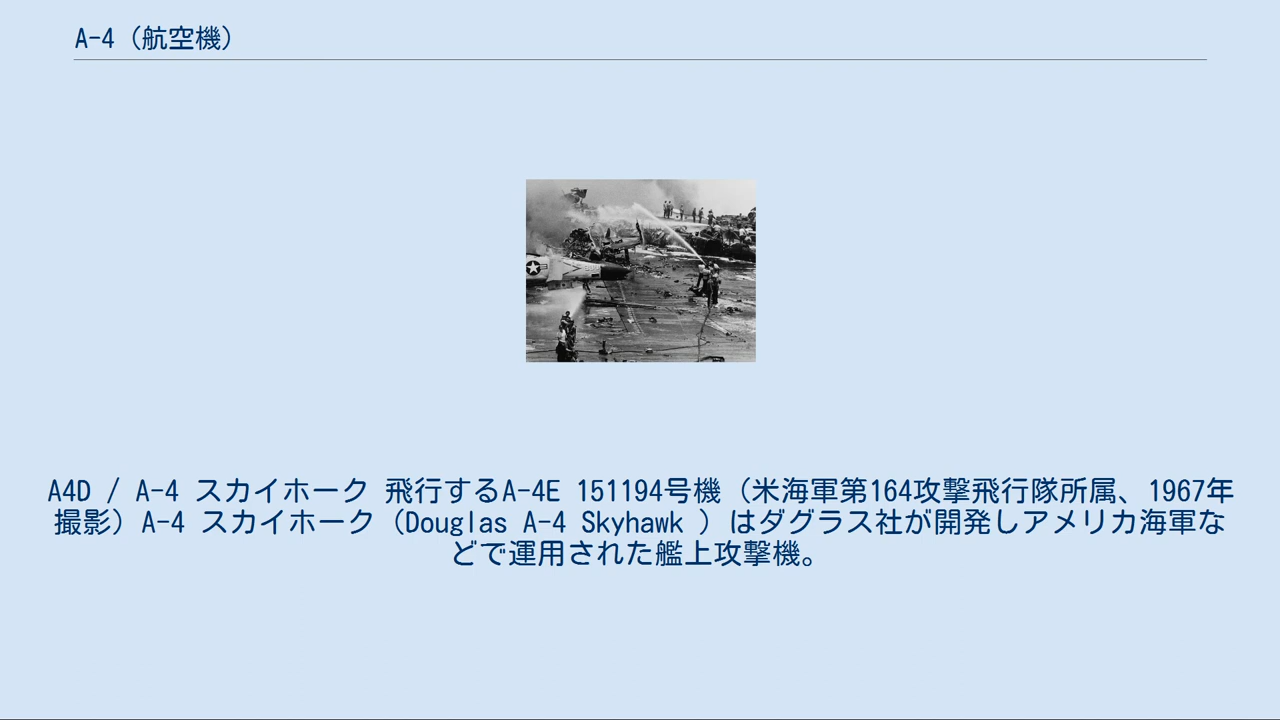 A-4（航空機）
A4D / A-4 スカイホーク 飛行するA-4E 151194号機（米海軍第164攻撃飛行隊所属、1967年
撮影）A-4 スカイホーク（Douglas A-4 Skyhawk ）はダグラス社が開発しアメリカ海軍な
どで運用された艦上攻撃機。